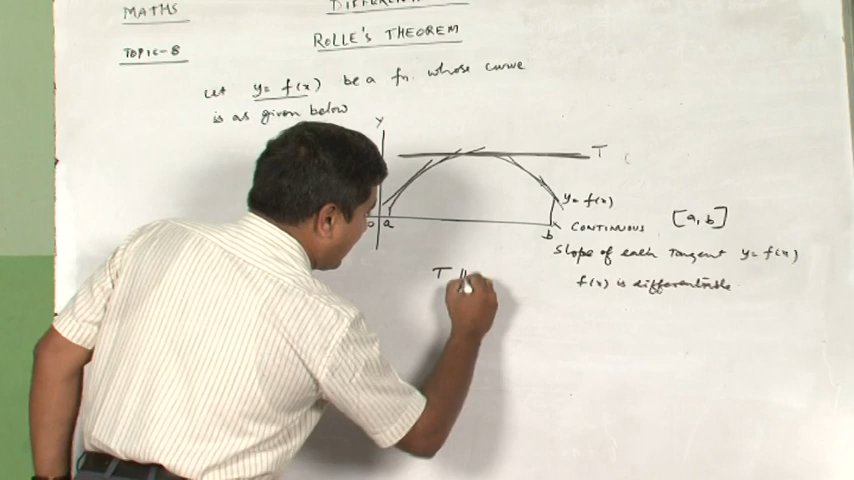 MATHS
TOPIC-8
ROLLE'S THEOREM
Let y = f(x) be a fn. whose curve
is as given below
Y
T
y = f(x)
O a
b
CONTINUOUS [a, b]
Slope of each Tangent y = f(x)
f(x) is differentiable
T ||